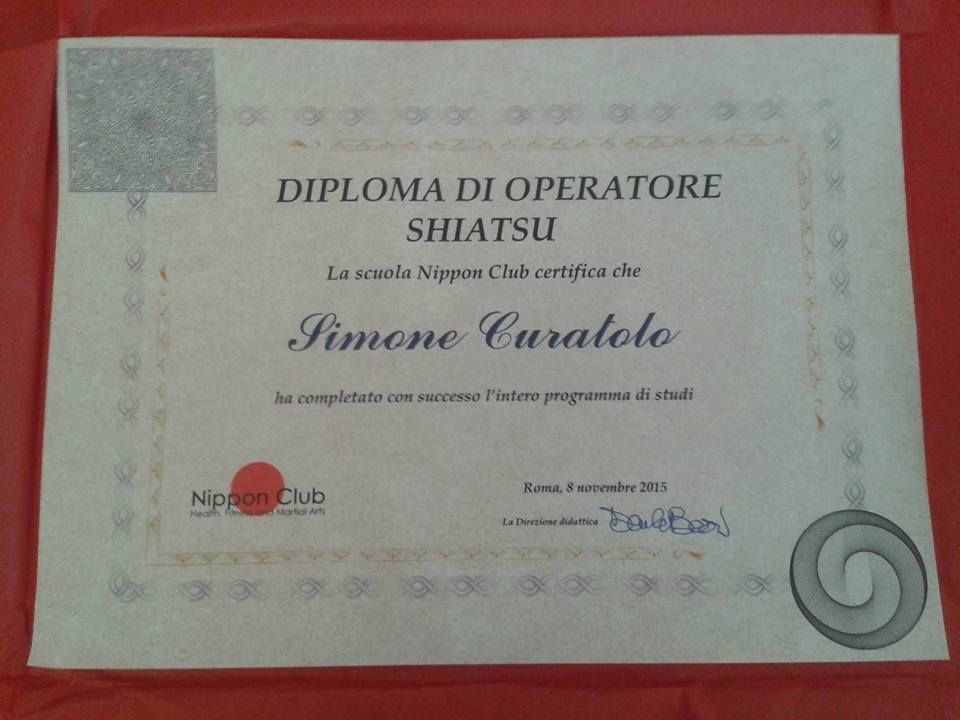 DIPLOMA DI OPERATORE
SHIATSU
La scuola Nippon Club certifica che
Simone Curatolo
ha completato con successo l'intero programma di studi
Nippon Club
Health, Fitness and Martial Arts
Roma, 8 novembre 2015
La Direzione didattica